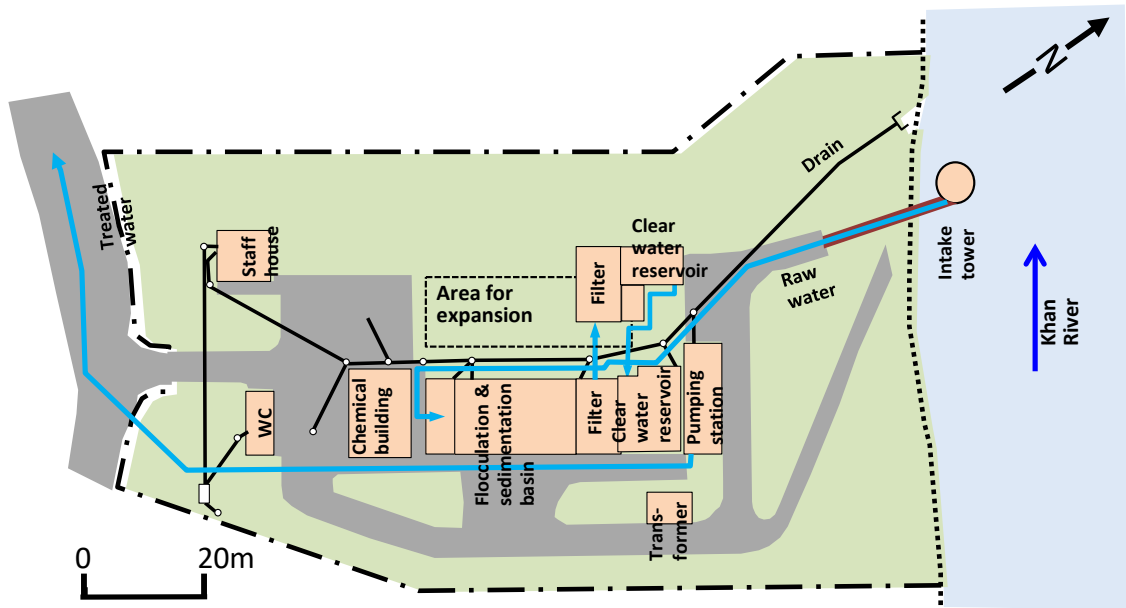 N
Treated
water
Staff
house
Clear water
reservoir
Drain
Filter
Area for
expansion
Raw
water
Intake
tower
Khan
River
WC
Chemical
building
Flocculation &
sedimentation
basin
Filter
Clear
water
reservoir
Pumping
station
Trans-
former
0 20m